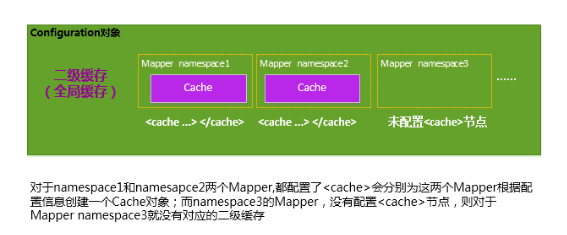 Configuration对象
二级缓存
（全局缓存）
Mapper namespace1
Mapper namespace2
Mapper namespace3
Cache
Cache
......
<cache ...> </cache>
<cache ...> </cache>
未配置<cache>节点
对于namespace1和namesapce2两个Mapper,都配置了<cache>会分别为这两个Mapper根据配
置信息创建一个Cache对象；而namespace3的Mapper，没有配置<cache>节点，则对于
Mapper namespace3就没有对应的二级缓存